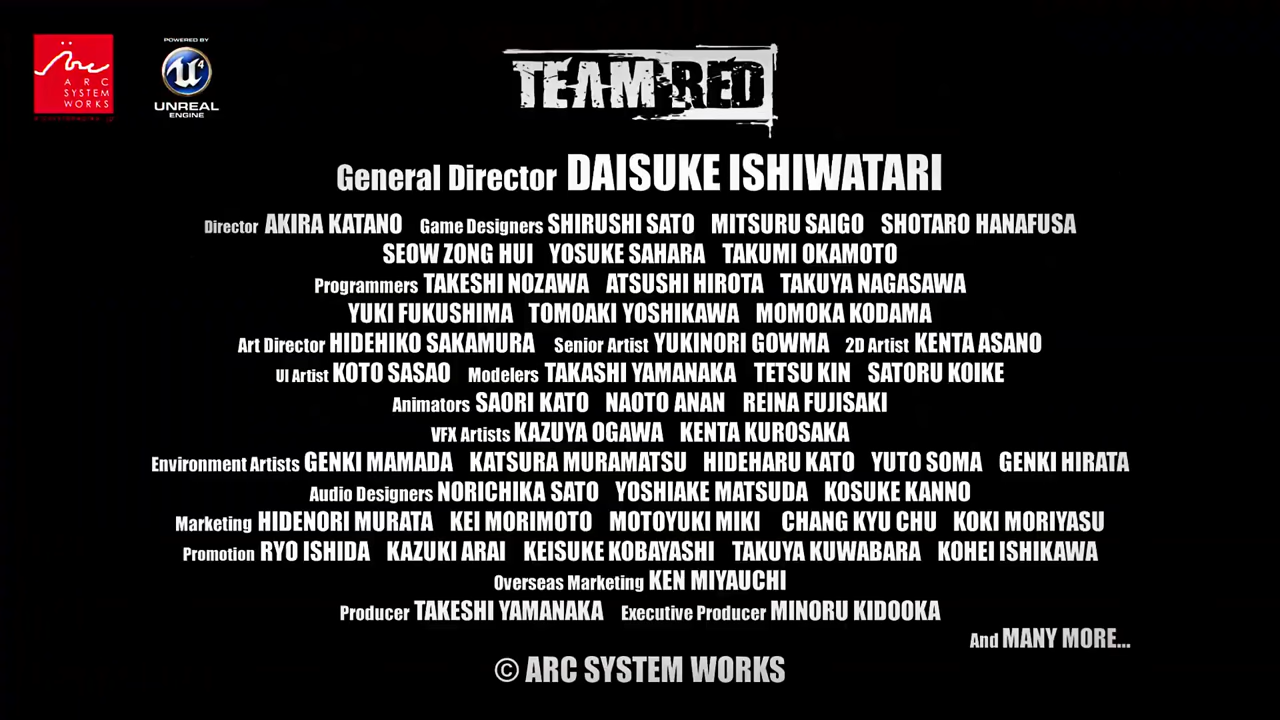 Ärc
ARC
SYSTEM
WORKS
POWERED BY
U4
UNREAL
ENGINE
TEAM RED
General Director DAISUKE ISHIWATARI
Director AKIRA KATANO Game Designers SHIRUSHI SATO MITSURU SAIGO SHOTARO HANAFUSA
SEOW ZONG HUI YOSUKE SAHARA TAKUMI OKAMOTO
Programmers TAKESHI NOZAWA ATSUSHI HIROTA TAKUYA NAGASAWA
YUKI FUKUSHIMA TOMOAKI YOSHIKAWA MOMOKA KODAMA
Art Director HIDEHIKO SAKAMURA Senior Artist YUKINORI GOWMA 2D Artist KENTA ASANO
UI Artist KOTO SASAO Modelers TAKASHI YAMANAKA TETSU KIN SATORU KOIKE
Animators SAORI KATO NAOTO ANAN REINA FUJISAKI
VFX Artists KAZUYA OGAWA KENTA KUROSAKA
Environment Artists GENKI MAMADA KATSURA MURAMATSU HIDEHARU KATO YUTO SOMA GENKI HIRATA
Audio Designers NORICHIKA SATO YOSHIAKE MATSUDA KOSUKE KANNO
Marketing HIDENORI MURATA KEI MORIMOTO MOTOYUKI MIKI CHANG KYU CHU KOKI MORIYASU
Promotion RYO ISHIDA KAZUKI ARAI KEISUKE KOBAYASHI TAKUYA KUWABARA KOHEI ISHIKAWA
Overseas Marketing KEN MIYAUCHI
Producer TAKESHI YAMANAKA Executive Producer MINORU KIDOOKA
And MANY MORE...
© ARC SYSTEM WORKS